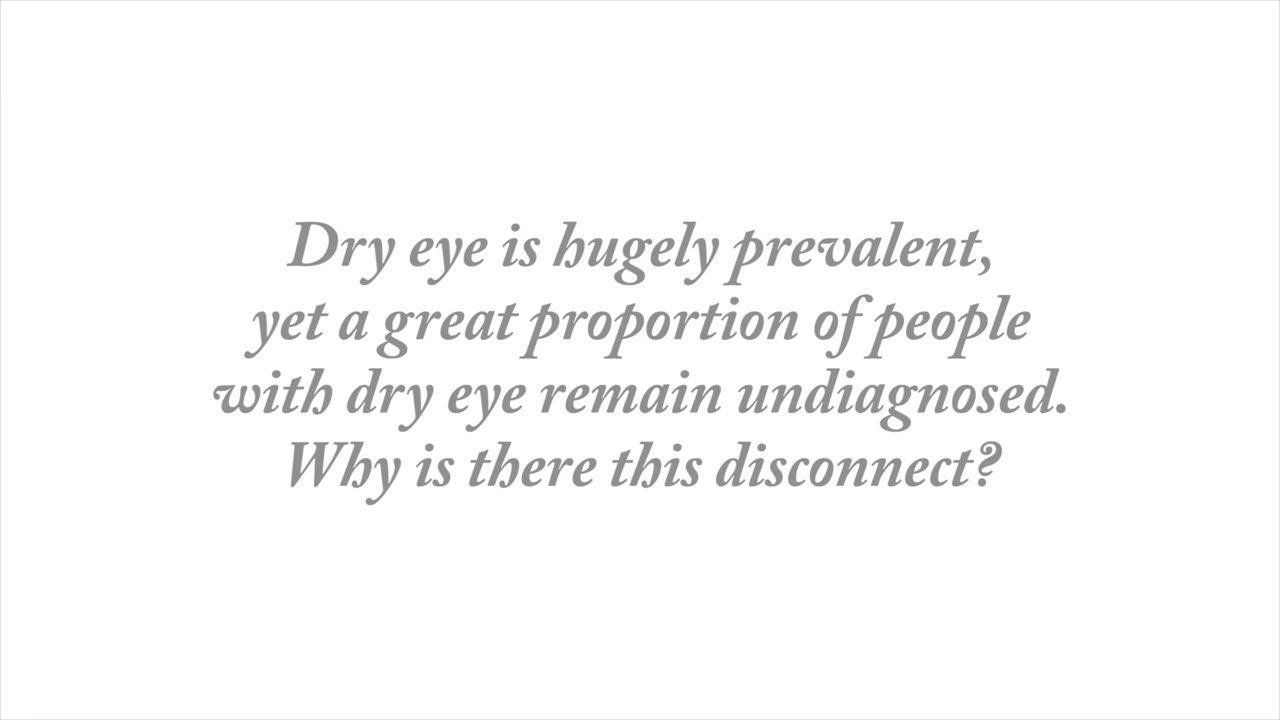 Dry eye is hugely prevalent,
yet a great proportion of people
with dry eye remain undiagnosed.
Why is there this disconnect?